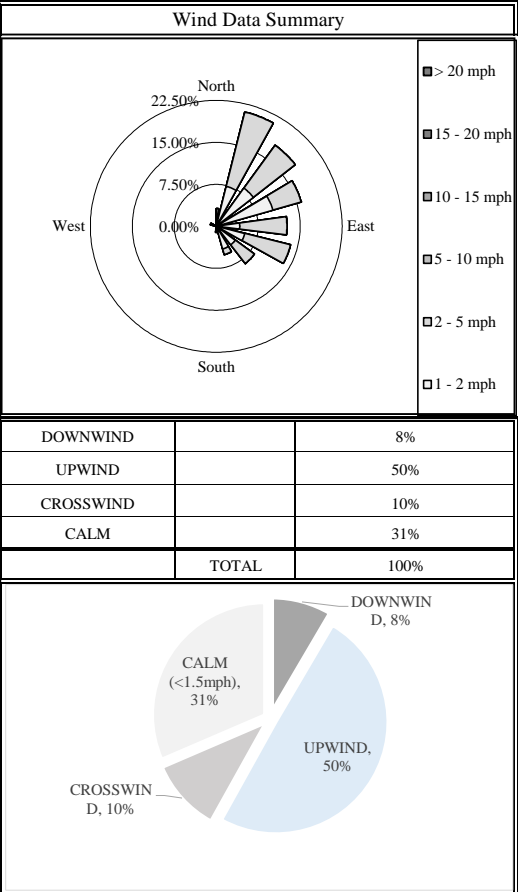 Wind Data Summary
North
22.50%
15.00%
7.50%
0.00%
West
East
South
> 20 mph
15 - 20 mph
10 - 15 mph
5 - 10 mph
2 - 5 mph
1 - 2 mph
DOWNWIND 8%
UPWIND 50%
CROSSWIND 10%
CALM 31%
TOTAL 100%
DOWNWIN
D, 8%
CALM
(<1.5mph),
31%
UPWIND,
50%
CROSSWIN
D, 10%